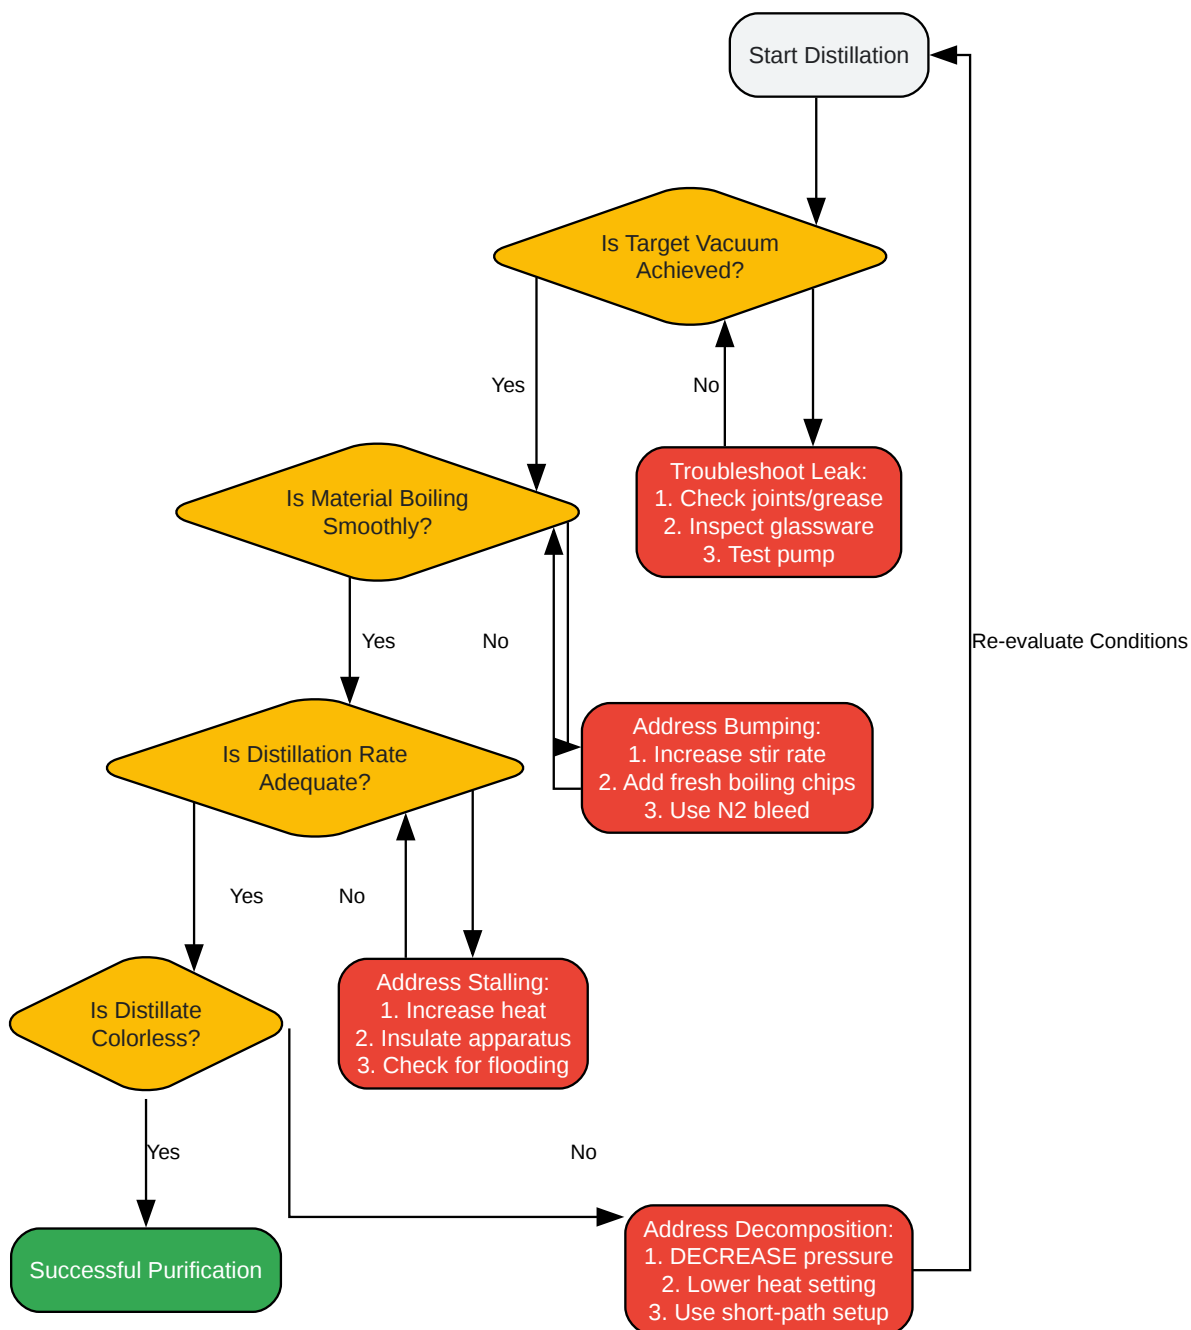 Start Distillation
Is Target Vacuum
Achieved?
Yes
No
Troubleshoot Leak:
1. Check joints/grease
2. Inspect glassware
3. Test pump
Is Material Boiling
Smoothly?
Yes
No
Re-evaluate Conditions
Address Bumping:
1. Increase stir rate
2. Add fresh boiling chips
3. Use N2 bleed
Is Distillation Rate
Adequate?
Yes
No
Address Stalling:
1. Increase heat
2. Insulate apparatus
3. Check for flooding
Is Distillate
Colorless?
Yes
No
Successful Purification
Address Decomposition:
1. DECREASE pressure
2. Lower heat setting
3. Use short-path setup